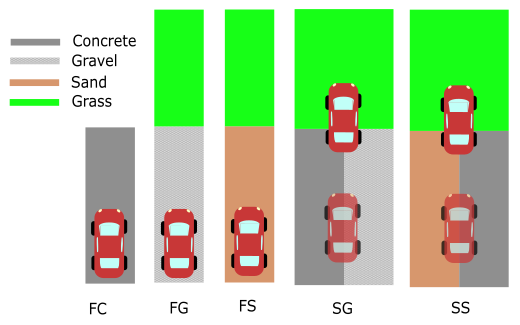 Concrete
Gravel
Sand
Grass
FC
FG
FS
SG
SS